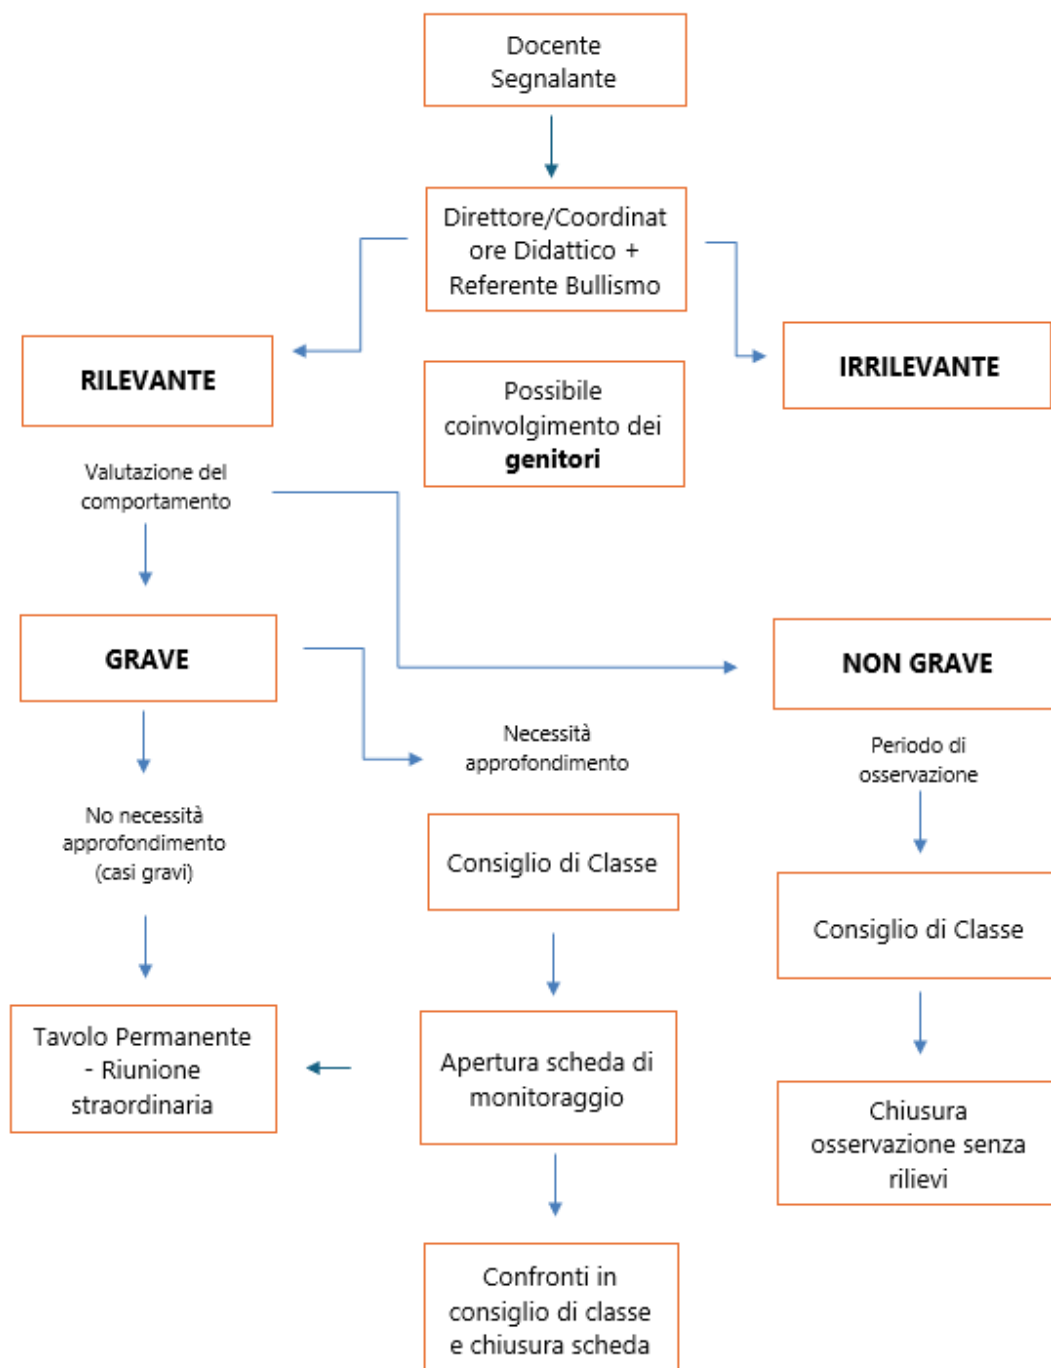 Docente
Segnalante
Direttore/Coordinat
ore Didattico +
Referente Bullismo
RILEVANTE
IRRILEVANTE
Possibile
coinvolgimento dei
genitori
Valutazione del
comportamento
GRAVE
NON GRAVE
Necessità
approfondimento
Periodo di
osservazione
No necessità
approfondimento
(casi gravi)
Consiglio di Classe
Consiglio di Classe
Tavolo Permanente
- Riunione
straordinaria
Apertura scheda di
monitoraggio
Chiusura
osservazione senza
rilievi
Confronti in
consiglio di classe
e chiusura scheda